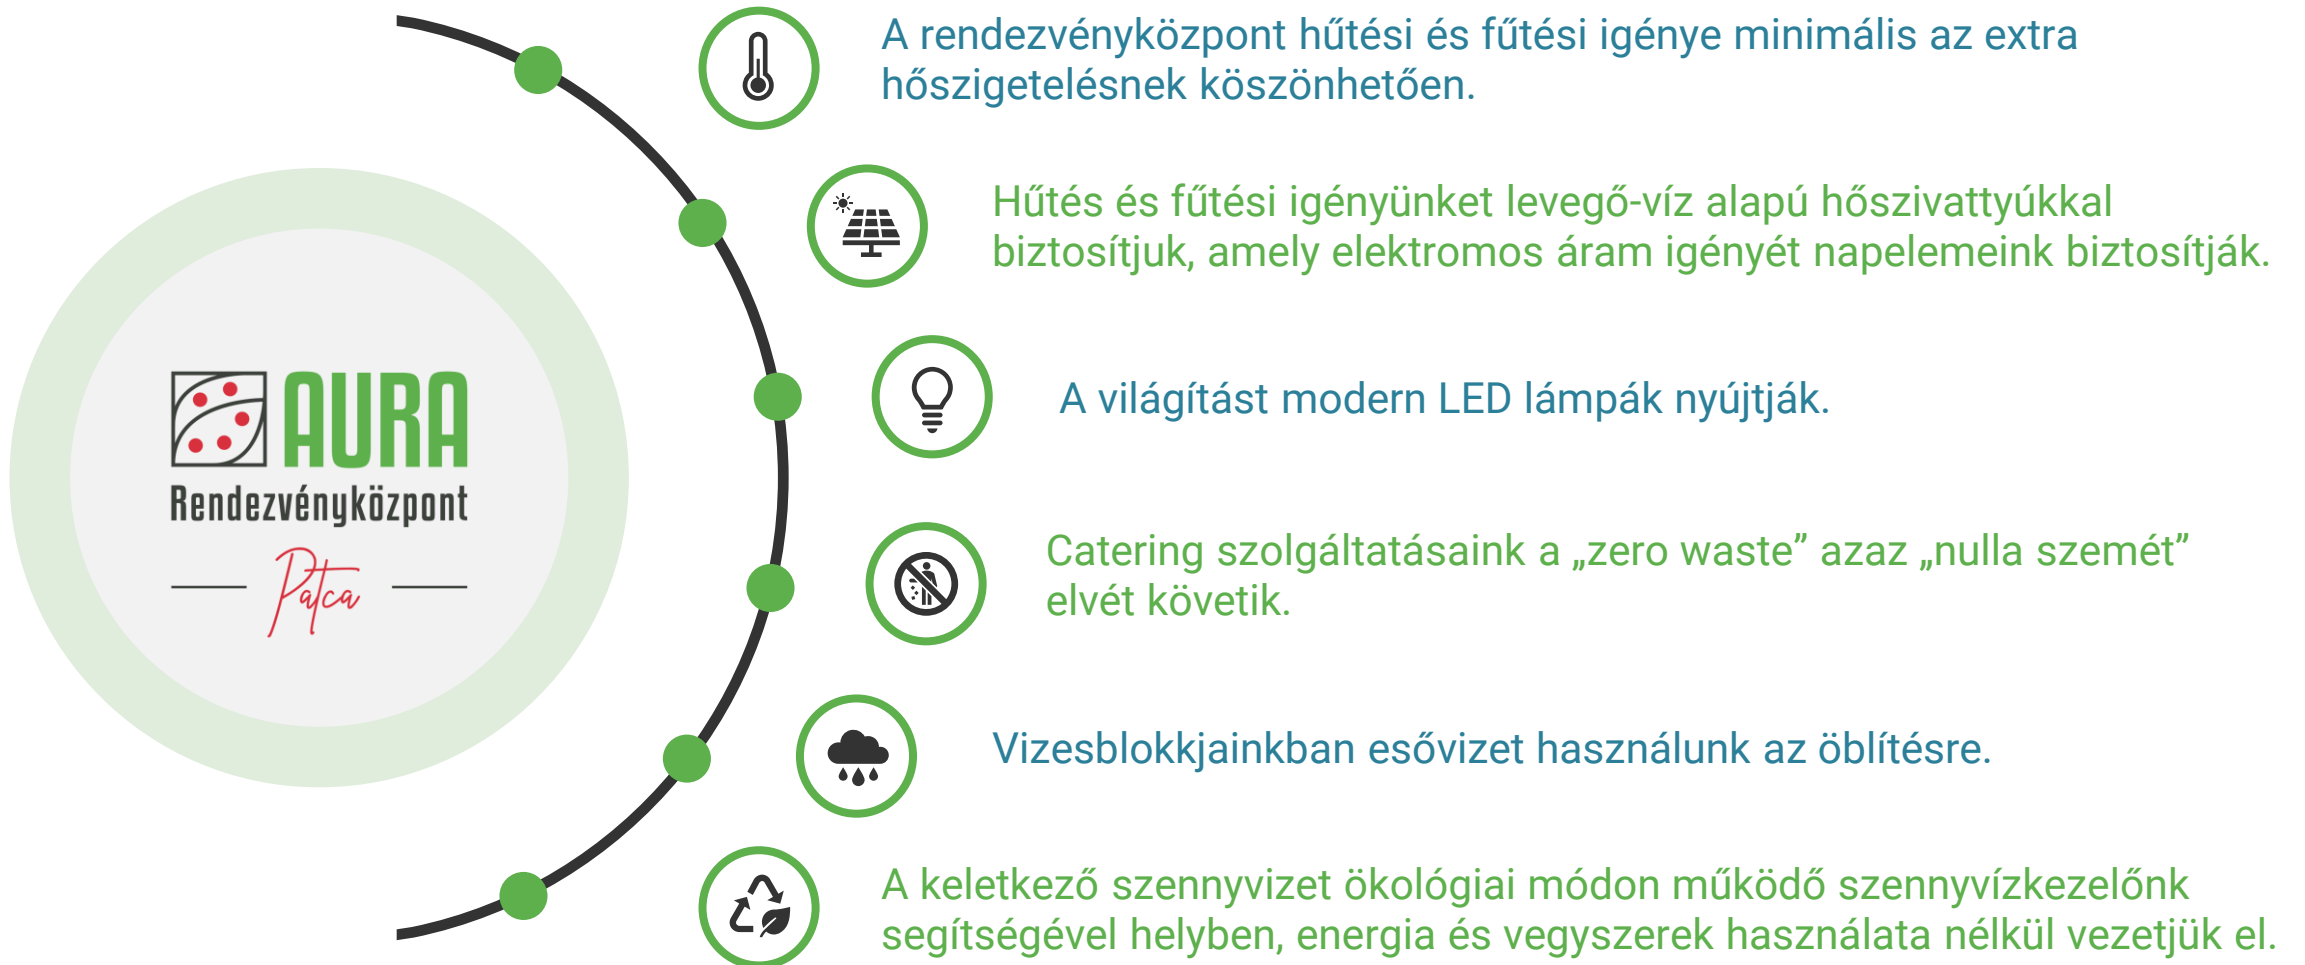 AURA
Rendezvényközpont
Patca
A rendezvényközpont hűtési és fűtési igénye minimális az extra
hőszigetelésnek köszönhetően.
Hűtés és fűtési igényünket levegő-víz alapú hőszivattyúkkal
biztosítjuk, amely elektromos áram igényét napelemeink biztosítják.
A világítást modern LED lámpák nyújtják.
Catering szolgáltatásaink a „zero waste” azaz „nulla szemét”
elvét követik.
Vizesblokkjainkban esővizet használunk az öblítésre.
A keletkező szennyvizet ökológiai módon működő szennyvízkezelőnk
segítségével helyben, energia és vegyszerek használata nélkül vezetjük el.